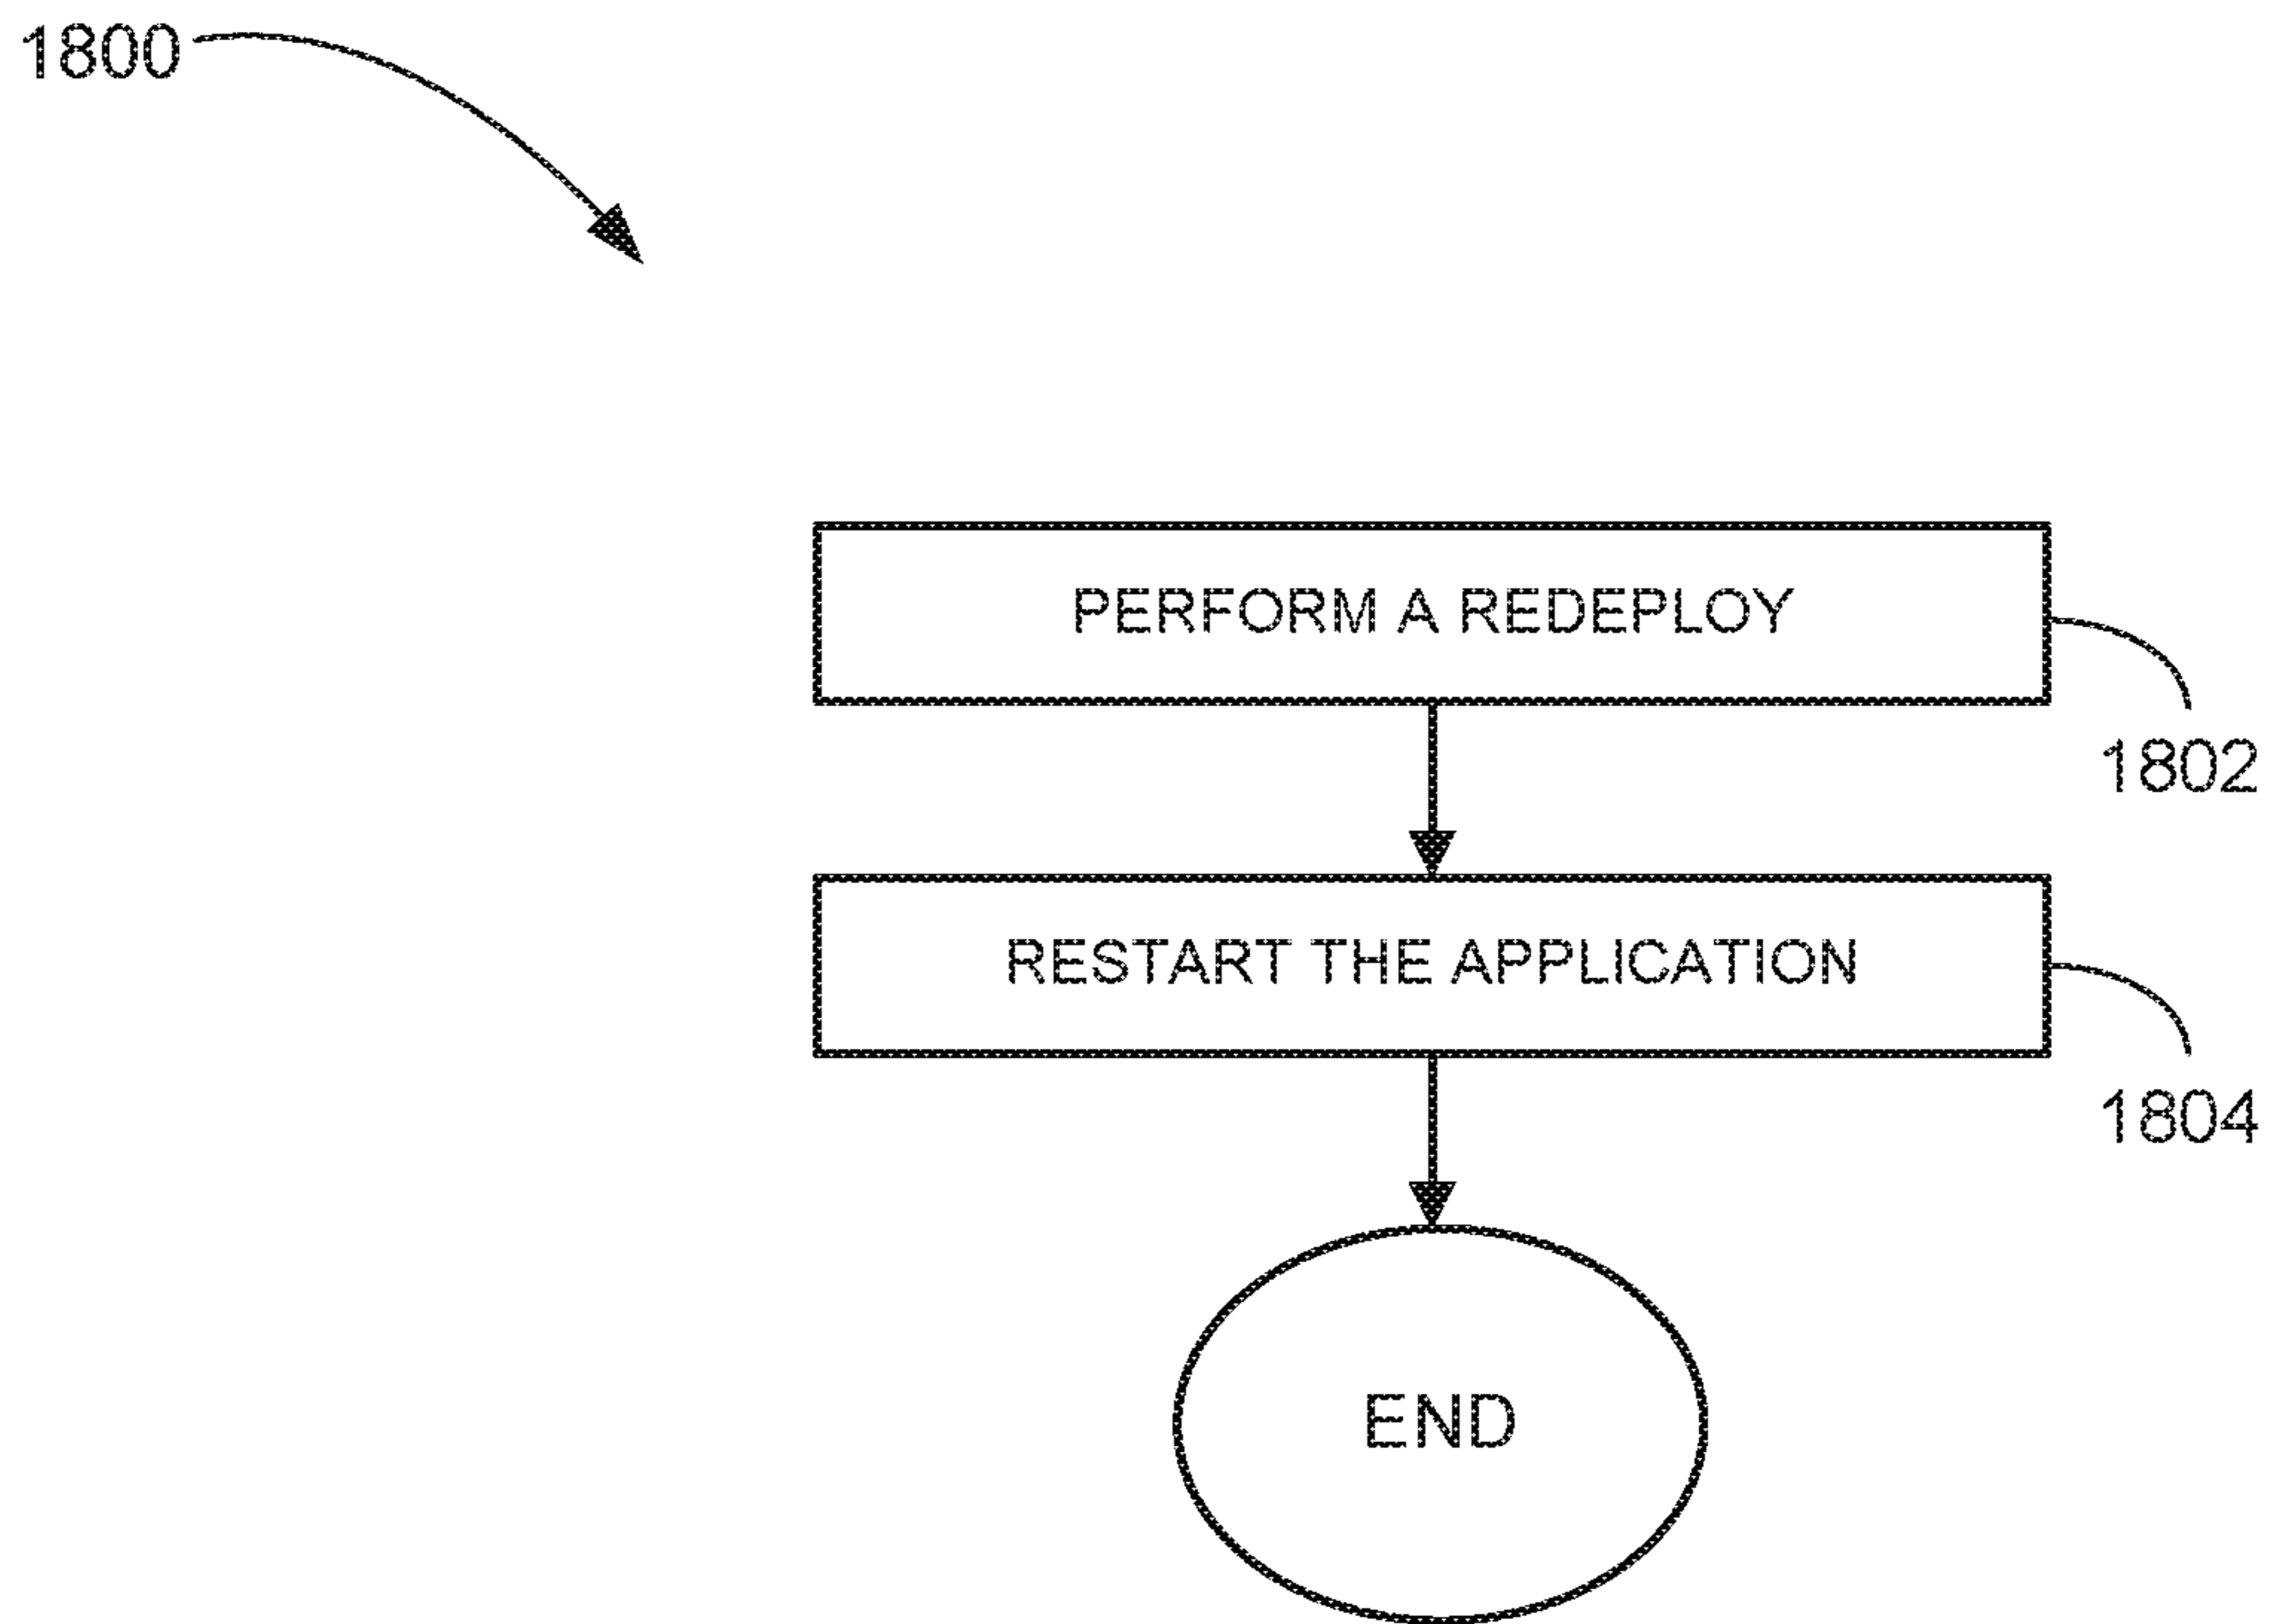 1800
PERFORM A REDEPLOY
1802
RESTART THE APPLICATION
1804
END